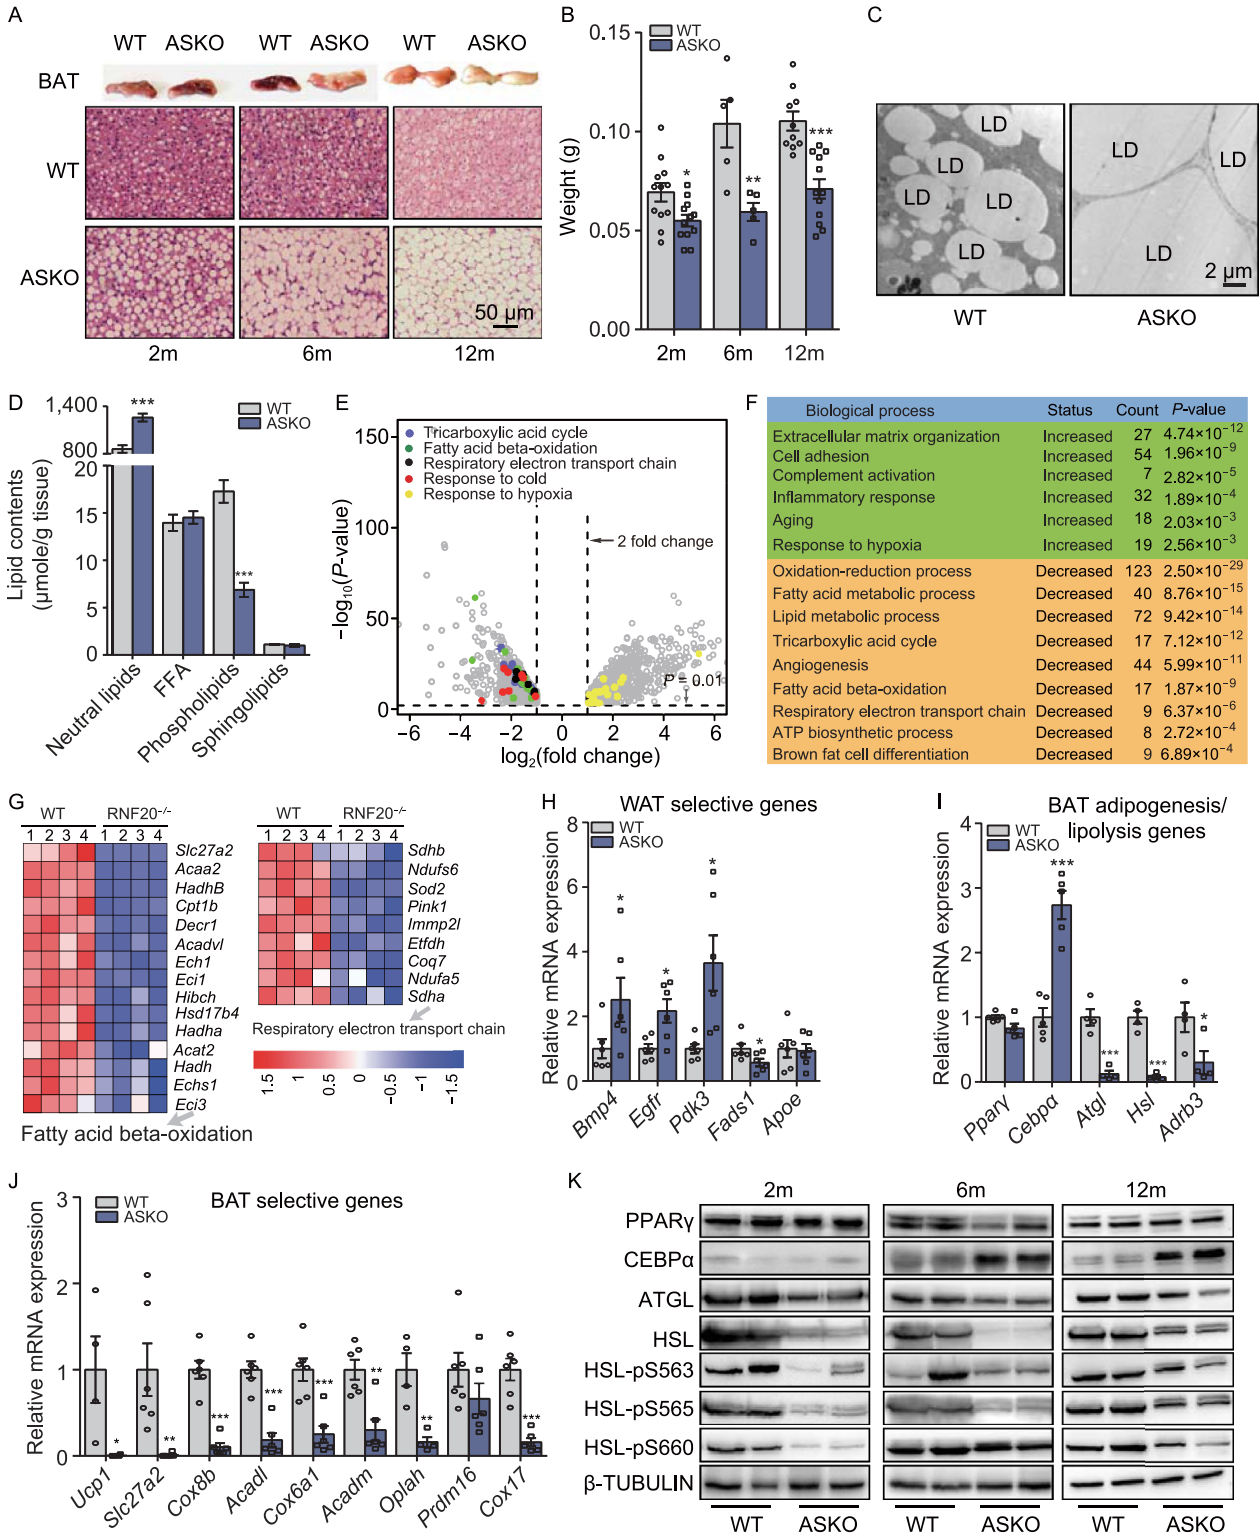 A
WT ASKO WT ASKO WT ASKO
BAT
WT
ASKO
50 µm
2m 6m 12m
B
WT
ASKO
Weight (g)
0.15
0.10
0.05
0.00
* ** ***
2m 6m 12m
C
LD LD LD LD LD
LD LD LD
2 µm
WT ASKO
D
WT
ASKO
Lipid contents
(µmole/g tissue)
1,400
800
20
15
10
5
0
***
***
Neutral lipids
FFA
Phospholipids
Sphingolipids
E
Tricarboxylic acid cycle
Fatty acid beta-oxidation
Respiratory electron transport chain
Response to cold
Response to hypoxia
2 fold change
P = 0.01
−log10(P-value)
150
100
50
0
−6 −4 −2 0 2 4 6
log2(fold change)
F
Biological process Status Count P-value
Extracellular matrix organization Increased 27 4.74×10−12
Cell adhesion Increased 54 1.96×10−9
Complement activation Increased 7 2.82×10−5
Inflammatory response Increased 32 1.89×10−4
Aging Increased 18 2.03×10−3
Response to hypoxia Increased 19 2.56×10−3
Oxidation-reduction process Decreased 123 2.50×10−29
Fatty acid metabolic process Decreased 40 8.76×10−15
Lipid metabolic process Decreased 72 9.42×10−14
Tricarboxylic acid cycle Decreased 17 7.12×10−12
Angiogenesis Decreased 44 5.99×10−11
Fatty acid beta-oxidation Decreased 17 1.87×10−9
Respiratory electron transport chain Decreased 9 6.37×10−6
ATP biosynthetic process Decreased 8 2.72×10−4
Brown fat cell differentiation Decreased 9 6.89×10−4
G
WT RNF20−/−
1 2 3 4 1 2 3 4
Slc27a2
Acaa2
HadhB
Cpt1b
Decr1
Acadvl
Ech1
Eci1
Hibch
Hsd17b4
Hadha
Acat2
Hadh
Echs1
Eci3
Fatty acid beta-oxidation
WT RNF20−/−
1 2 3 4 1 2 3 4
Sdhb
Ndufs6
Sod2
Pink1
Immp2l
Etfdh
Coq7
Ndufa5
Sdha
Respiratory electron transport chain
1.5 1 0.5 0 0.5 −1 −1.5
H
WAT selective genes
WT
ASKO
Relative mRNA expression
8
6
4
2
0
* * * *
Bmp4 Egfr Pdk3 Fads1 Apoe
I
BAT adipogenesis/
lipolysis genes
WT
ASKO
Relative mRNA expression
4
3
2
1
0
*** *** *** *
Pparγ Cebpα Atgl Hsl Adrb3
J
BAT selective genes
WT
ASKO
Relative mRNA expression
3
2
1
0
* ** *** *** *** ** ** ***
Ucp1 Slc27a2 Cox8b Acadl Cox6a1 Acadm Oplah Prdm16 Cox17
K
2m 6m 12m
PPARγ
CEBPα
ATGL
HSL
HSL-pS563
HSL-pS565
HSL-pS660
β-TUBULIN
WT ASKO WT ASKO WT ASKO